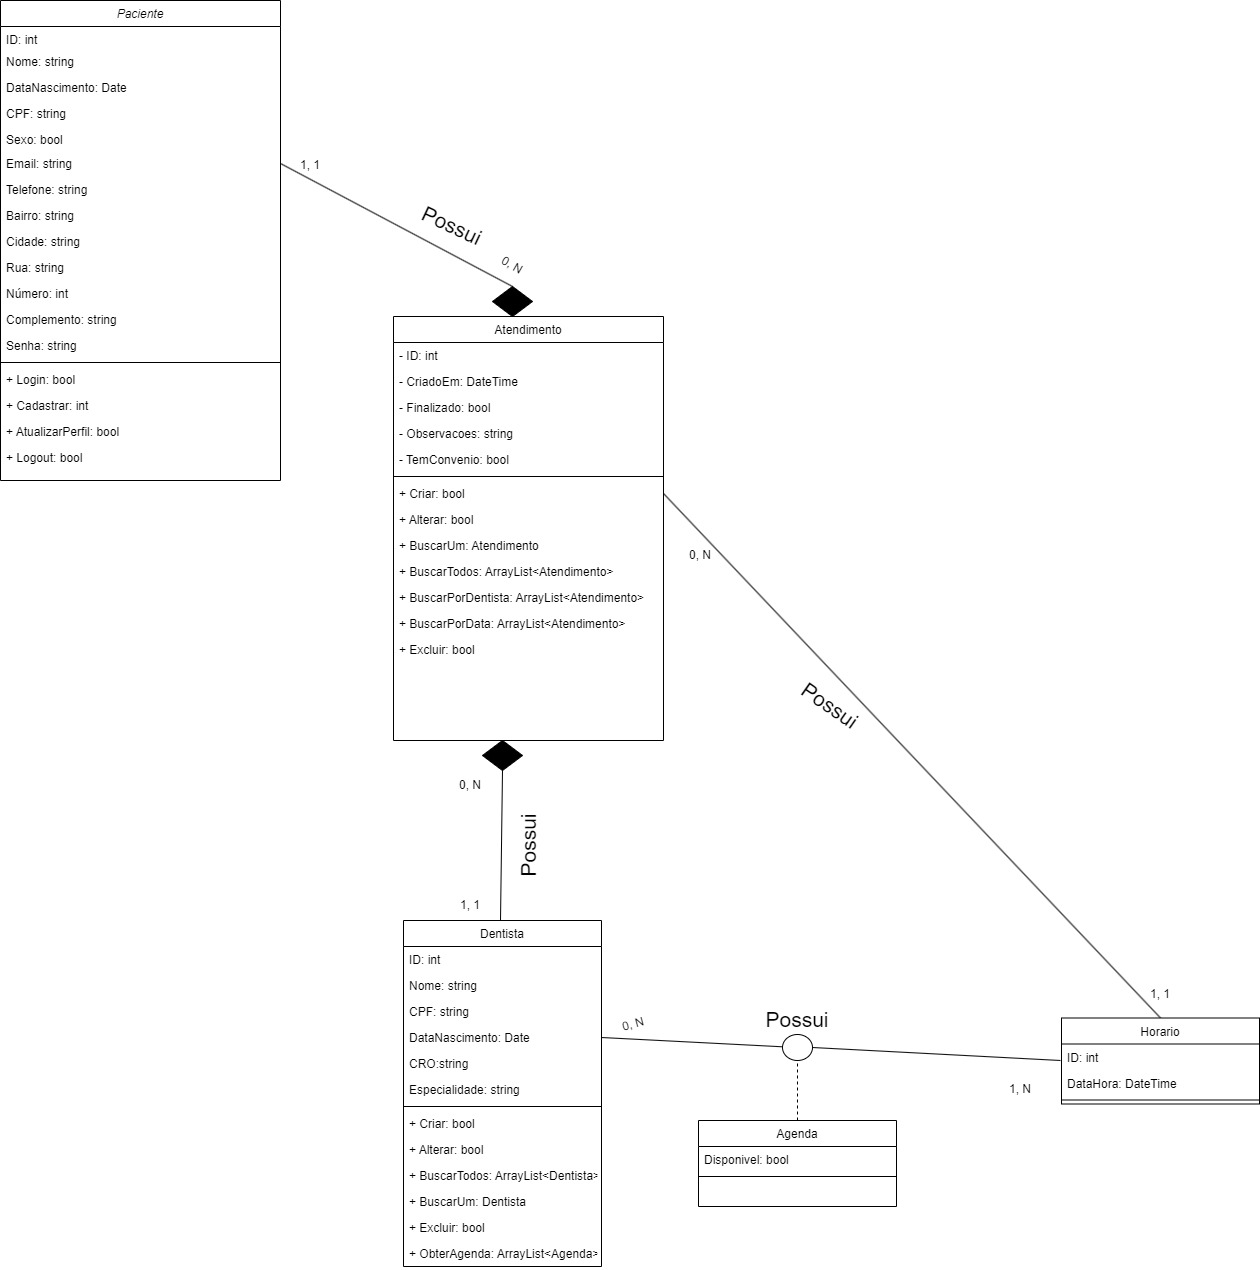 Paciente
ID: int
Nome: string
DataNascimento: Date
CPF: string
Sexo: bool
Email: string
Telefone: string
Bairro: string
Cidade: string
Rua: string
Número: int
Complemento: string
Senha: string
+ Login: bool
+ Cadastrar: int
+ AtualizarPerfil: bool
+ Logout: bool
1, 1
Possui
0, N
Atendimento
- ID: int
- CriadoEm: DateTime
- Finalizado: bool
- Observacoes: string
- TemConvenio: bool
+ Criar: bool
+ Alterar: bool
+ BuscarUm: Atendimento
+ BuscarTodos: ArrayList<Atendimento>
+ BuscarPorDentista: ArrayList<Atendimento>
+ BuscarPorData: ArrayList<Atendimento>
+ Excluir: bool
0, N
Possui
1, 1
0, N
Possui
1, 1
Dentista
ID: int
Nome: string
CPF: string
DataNascimento: Date
CRO:string
Especialidade: string
+ Criar: bool
+ Alterar: bool
+ BuscarTodos: ArrayList<Dentista>
+ BuscarUm: Dentista
+ Excluir: bool
+ ObterAgenda: ArrayList<Agenda>
0, N
Possui
1, N
Horario
ID: int
DataHora: DateTime
Agenda
Disponivel: bool